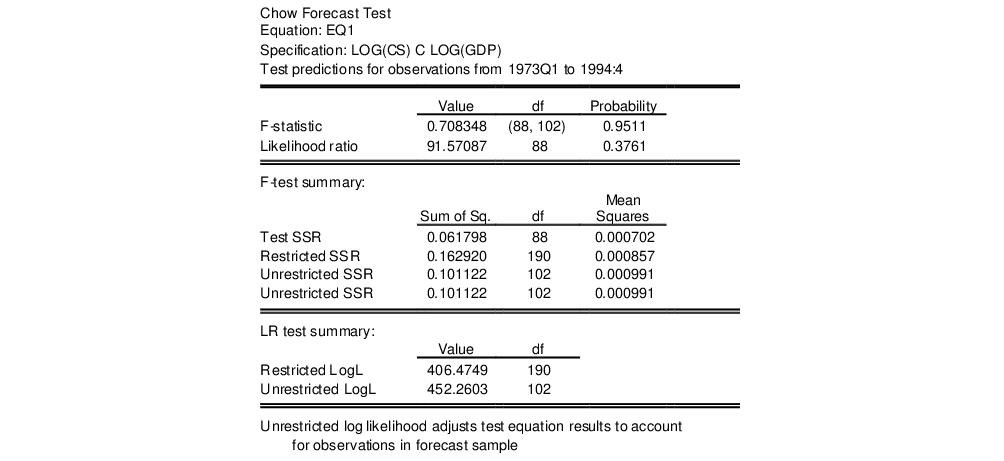 Chow Forecast Test
Equation: EQ1
Specification: LOG(CS) C LOG(GDP)
Test predictions for observations from 1973Q1 to 1994:4
Value df Probability
F-statistic 0.708348 (88, 102) 0.9511
Likelihood ratio 91.57087 88 0.3761
F-test summary:
Mean
Sum of Sq. df Squares
Test SSR 0.061798 88 0.000702
Restricted SSR 0.162920 190 0.000857
Unrestricted SSR 0.101122 102 0.000991
Unrestricted SSR 0.101122 102 0.000991
LR test summary:
Value df
Restricted LogL 406.4749 190
Unrestricted LogL 452.2603 102
Unrestricted log likelihood adjusts test equation results to account
for observations in forecast sample